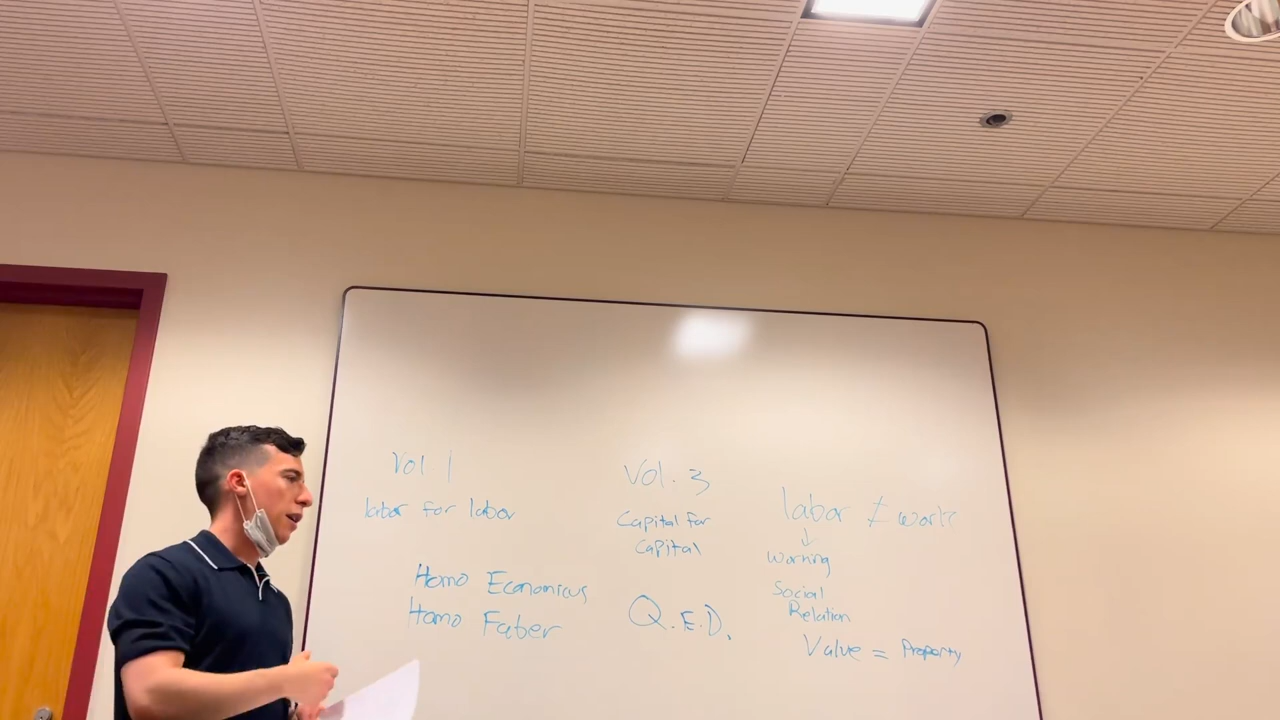 Vol 1
labor for labor
Homo Economicus
Homo Faber
Vol. 3
Capital for
Capital
Q.E.D.
labor ≠ work
↓
Working
Social
Relation
Value = Property